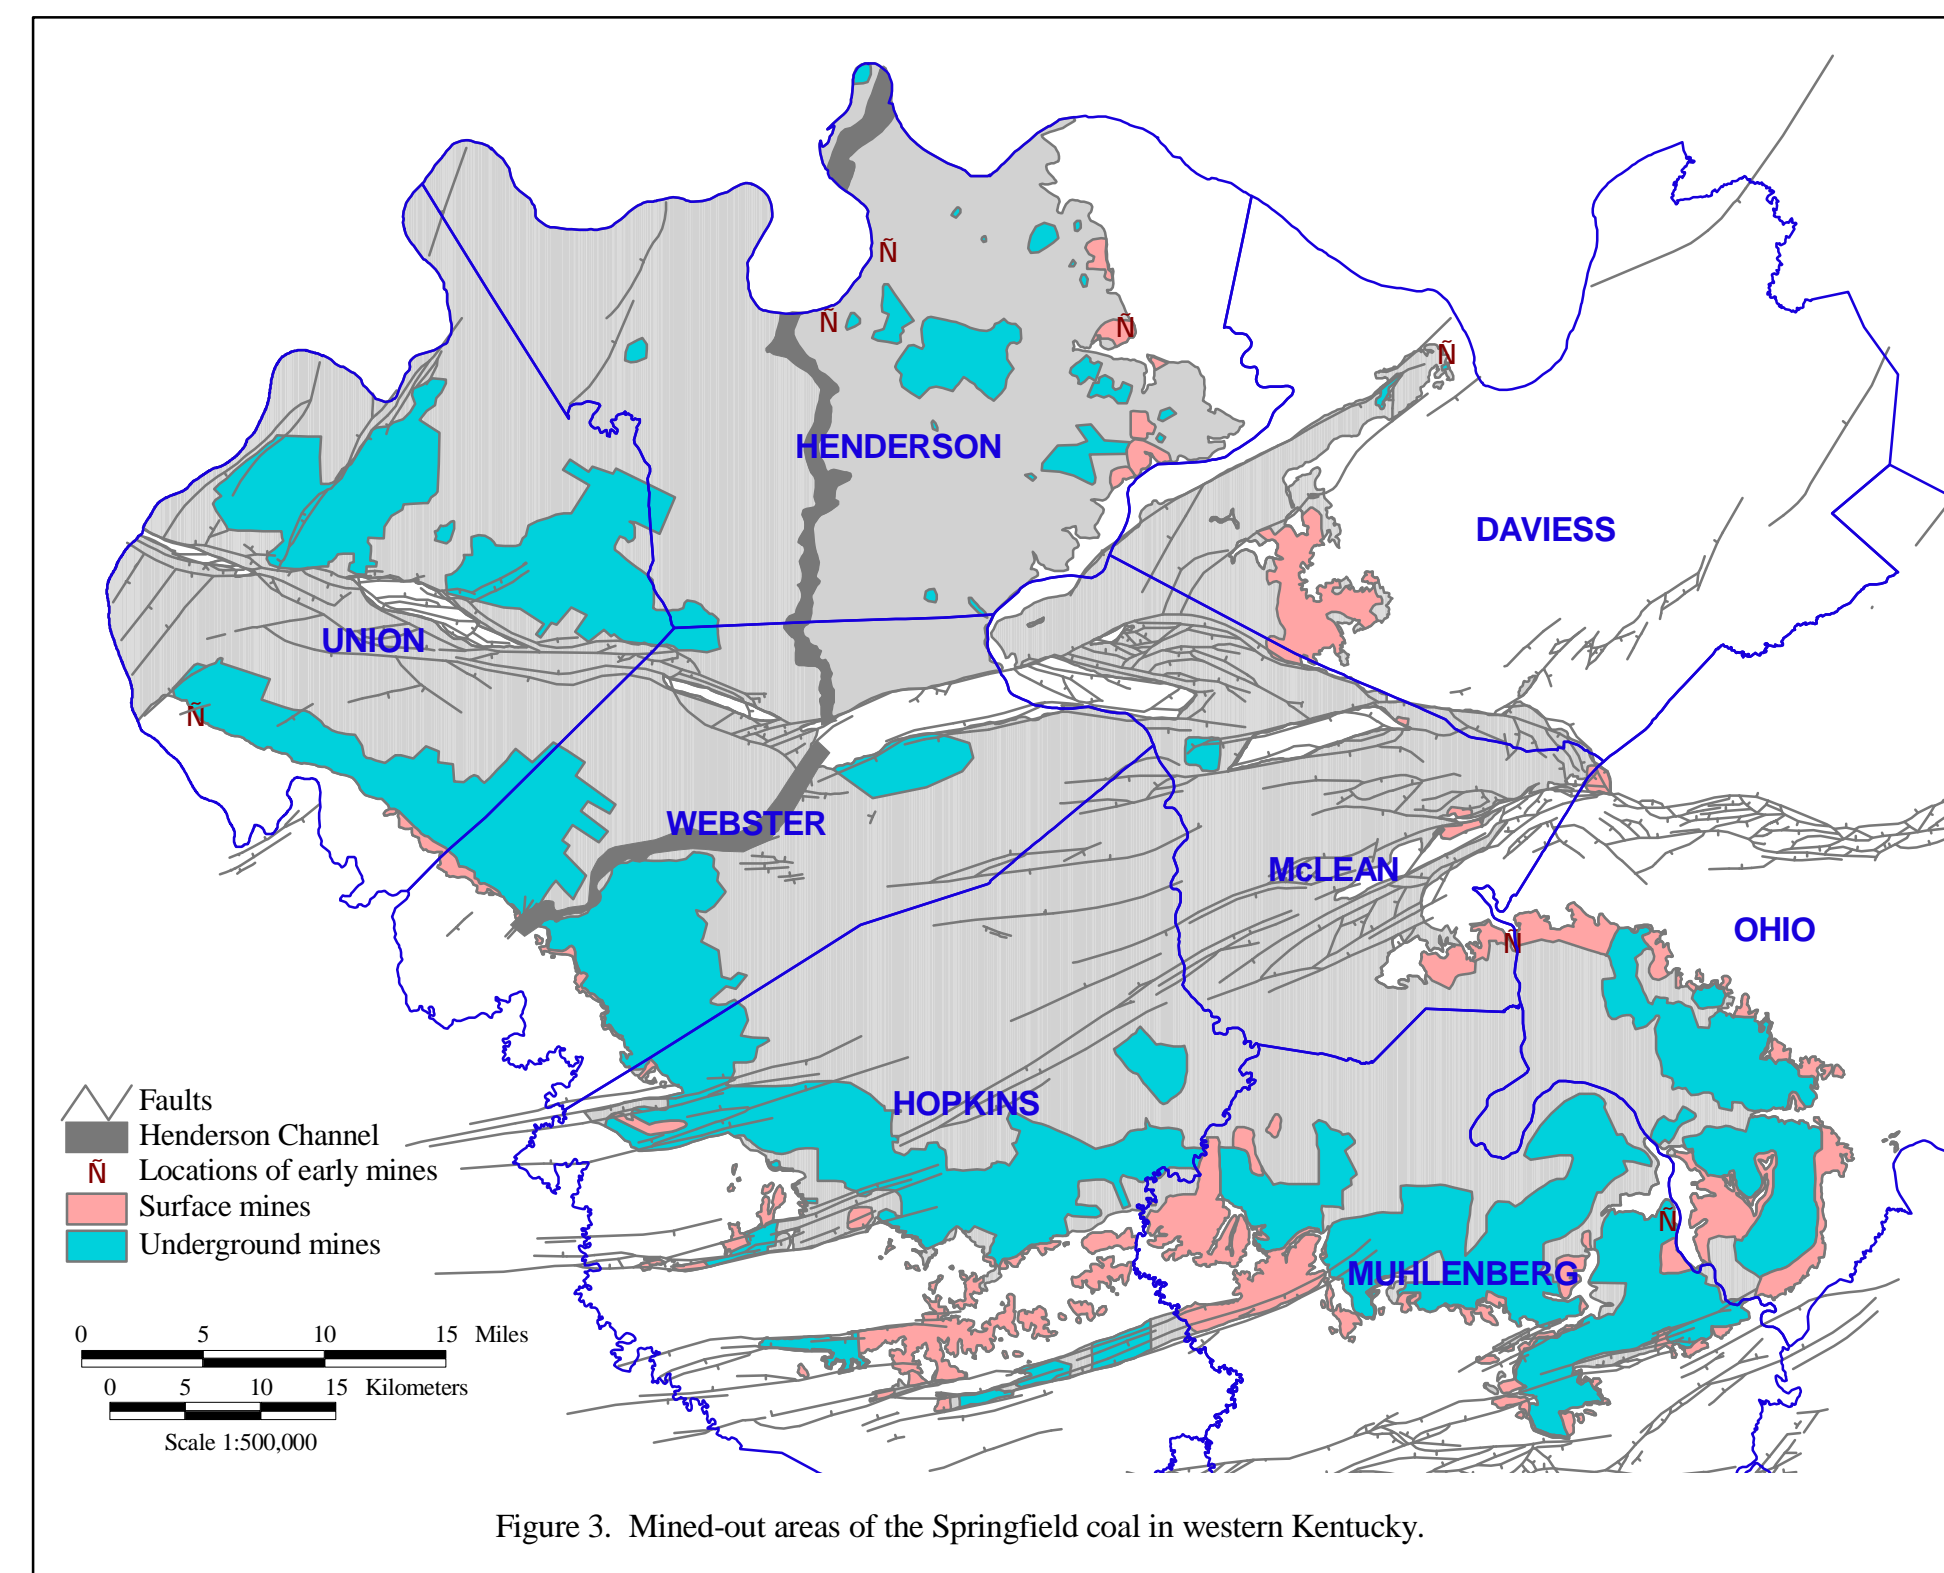 Ñ
Ñ
Ñ
Ñ
HENDERSON
DAVIESS
UNION
Ñ
WEBSTER
McLEAN
OHIO
Ñ
HOPKINS
Faults
Henderson Channel
Ñ Locations of early mines
Surface mines
Underground mines
Ñ
MUHLENBERG
0 5 10 15 Miles
0 5 10 15 Kilometers
Scale 1:500,000
Figure 3. Mined-out areas of the Springfield coal in western Kentucky.